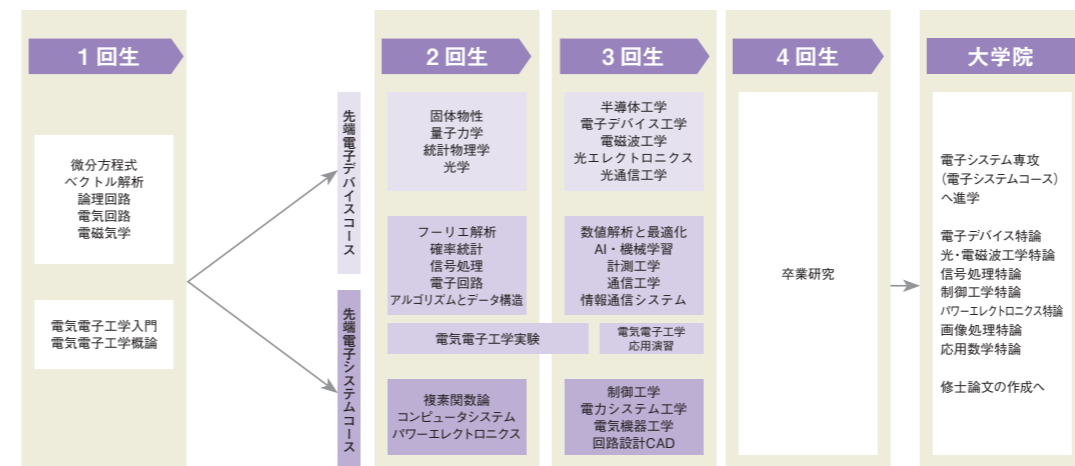 1回生
微分方程式
ベクトル解析
論理回路
電気回路
電磁気学
電気電子工学入門
電気電子工学概論
先端電子デバイスコース
先端電子システムコース
2回生
固体物性
量子力学
統計物理学
光学
フーリエ解析
確率統計
信号処理
電子回路
アルゴリズムとデータ構造
電気電子工学実験
複素関数論
コンピュータシステム
パワーエレクトロニクス
3回生
半導体工学
電子デバイス工学
電磁波工学
光エレクトロニクス
光通信工学
数値解析と最適化
AI・機械学習
計測工学
通信工学
情報通信システム
電気電子工学
応用演習
制御工学
電力システム工学
電気機器工学
回路設計CAD
4回生
卒業研究
大学院
電子システム専攻
(電子システムコース)
へ進学
電子デバイス特論
光・電磁波工学特論
信号処理特論
制御工学特論
パワーエレクトロニクス特論
画像処理特論
応用数学特論
修士論文の作成へ